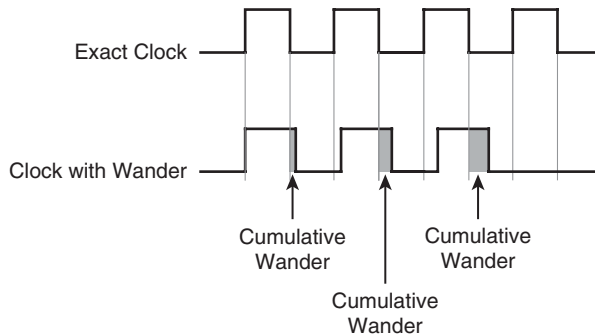 Exact Clock
Clock with Wander
Cumulative
Wander
Cumulative
Wander
Cumulative
Wander